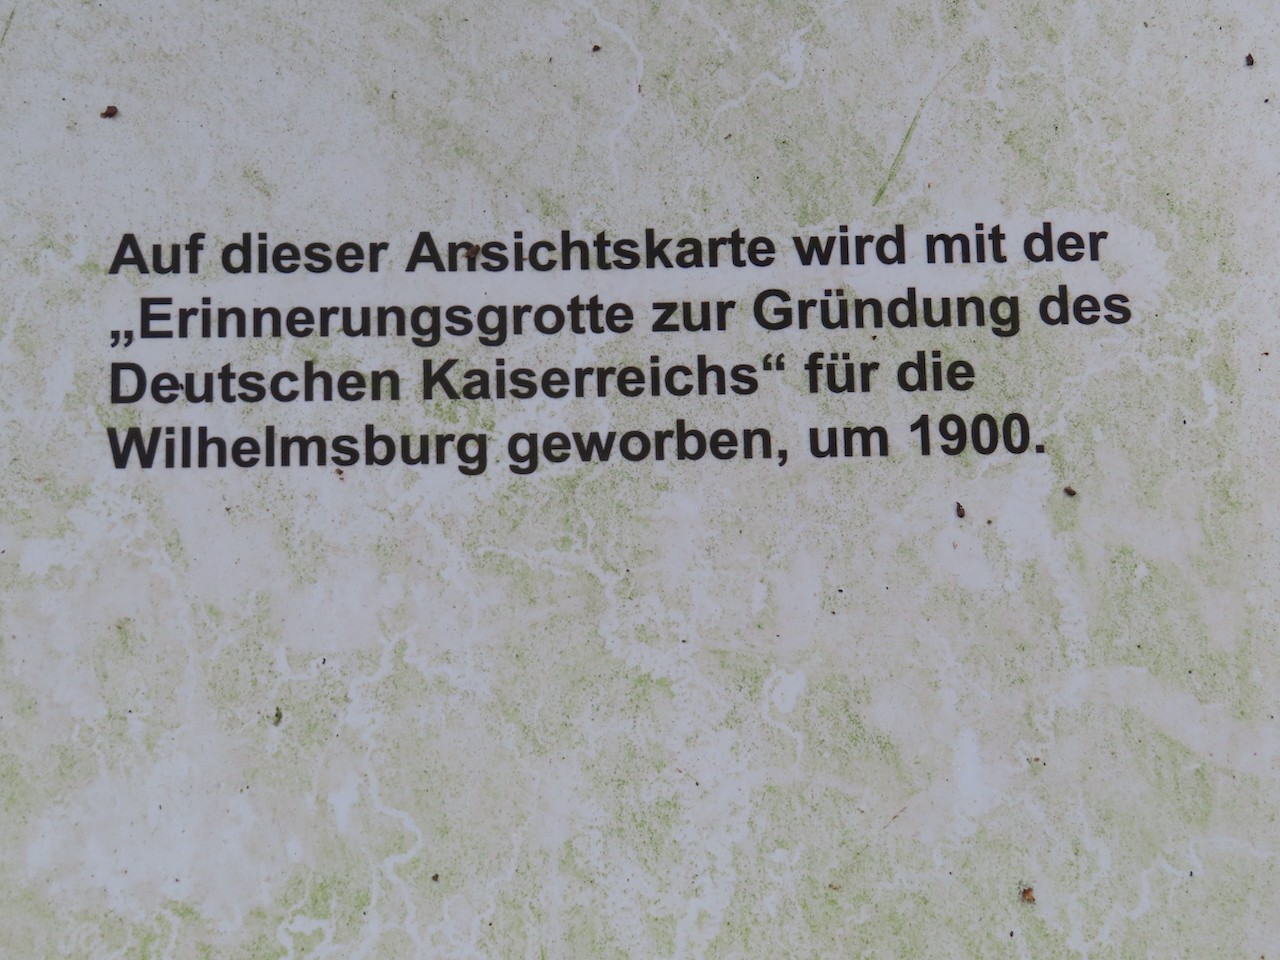 Auf dieser Ansichtskarte wird mit der
„Erinnerungsgrotte zur Gründung des
Deutschen Kaiserreichs“ für die
Wilhelmsburg geworben, um 1900.